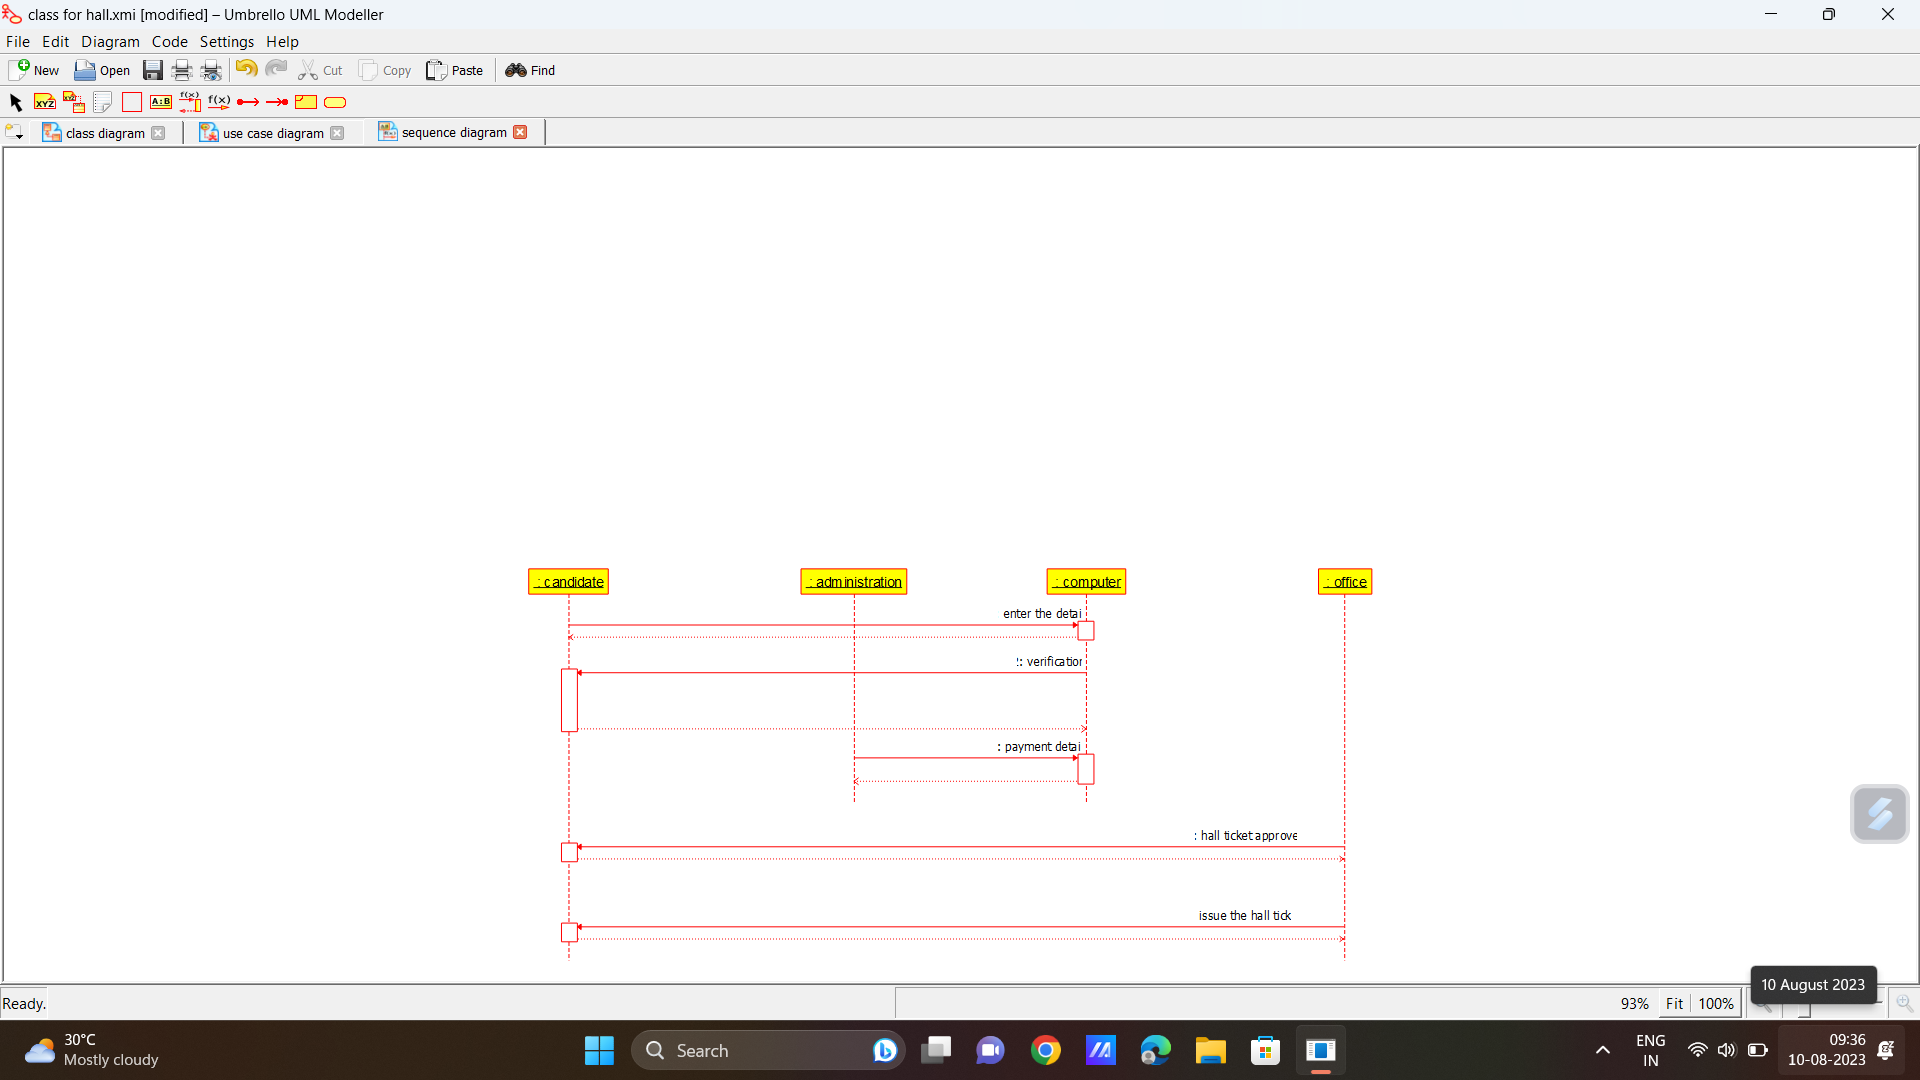 class for hall.xmi [modified] – Umbrello UML Modeller
File Edit Diagram Code Settings Help
New Open Cut Copy Paste Find
XYZ XYZ A:B f(x) f(x)
class diagram use case diagram sequence diagram
: candidate : administration : computer : office
enter the detai
!: verification
: payment detai
: hall ticket approve
issue the hall tick
10 August 2023
Ready. 93% Fit 100%
30°C
Mostly cloudy
Search
ENG
IN
09:36
10-08-2023